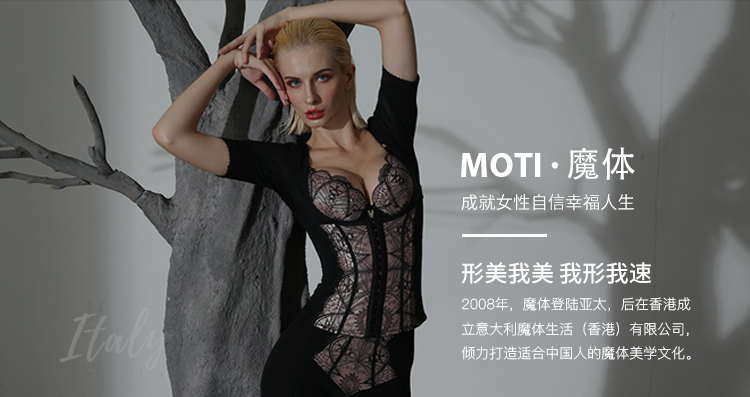 MOTI·魔体
成就女性自信幸福人生
形美我美 我形我速
2008年，魔体登陆亚太，后在香港成
立意大利魔体生活（香港）有限公司，
倾力打造适合中国人的魔体美学文化。
Italy